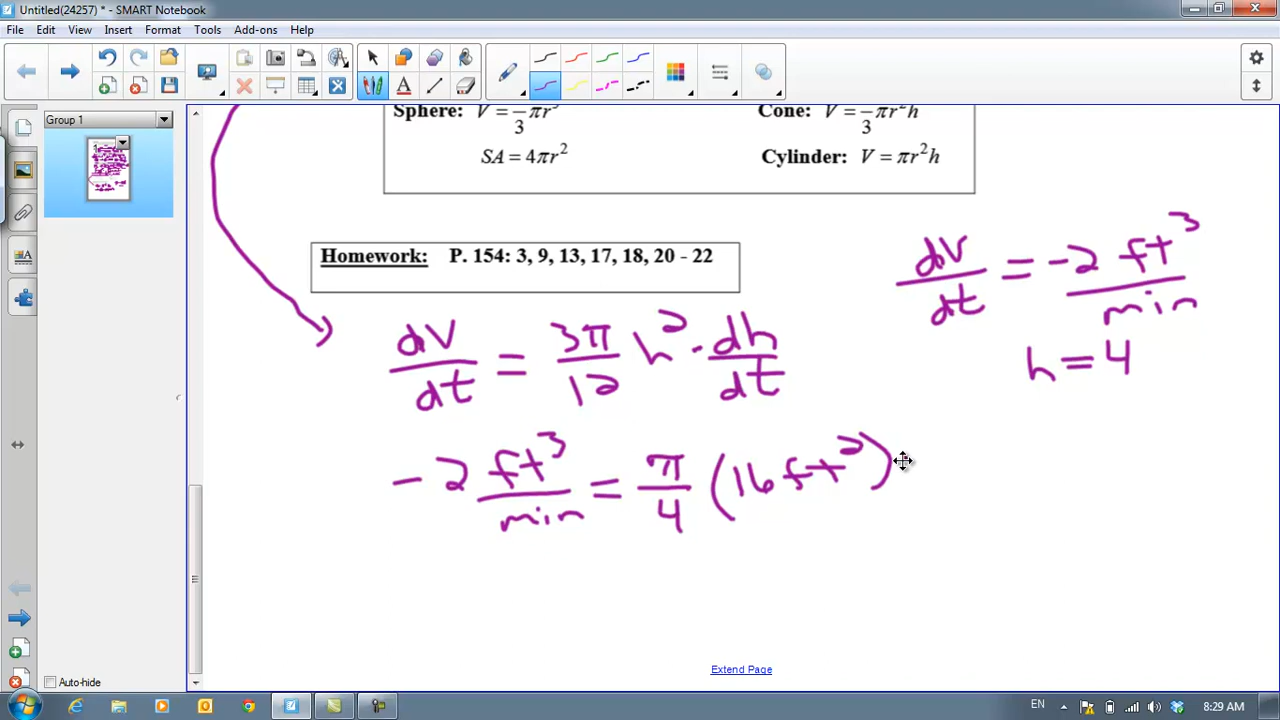 Untitled(24257) * - SMART Notebook
File Edit View Insert Format Tools Add-ons Help
Group 1
Sphere: V = —πr³ Cone: V = —πr²h
3 3
SA = 4πr² Cylinder: V = πr²h
Homework: P. 154: 3, 9, 13, 17, 18, 20 - 22
dV/dt = -2 ft³/min
h = 4
dV/dt = 3π/12 h² · dh/dt
-2 ft³/min = π/4 (16 ft²)
Extend Page
Auto-hide
EN 8:29 AM